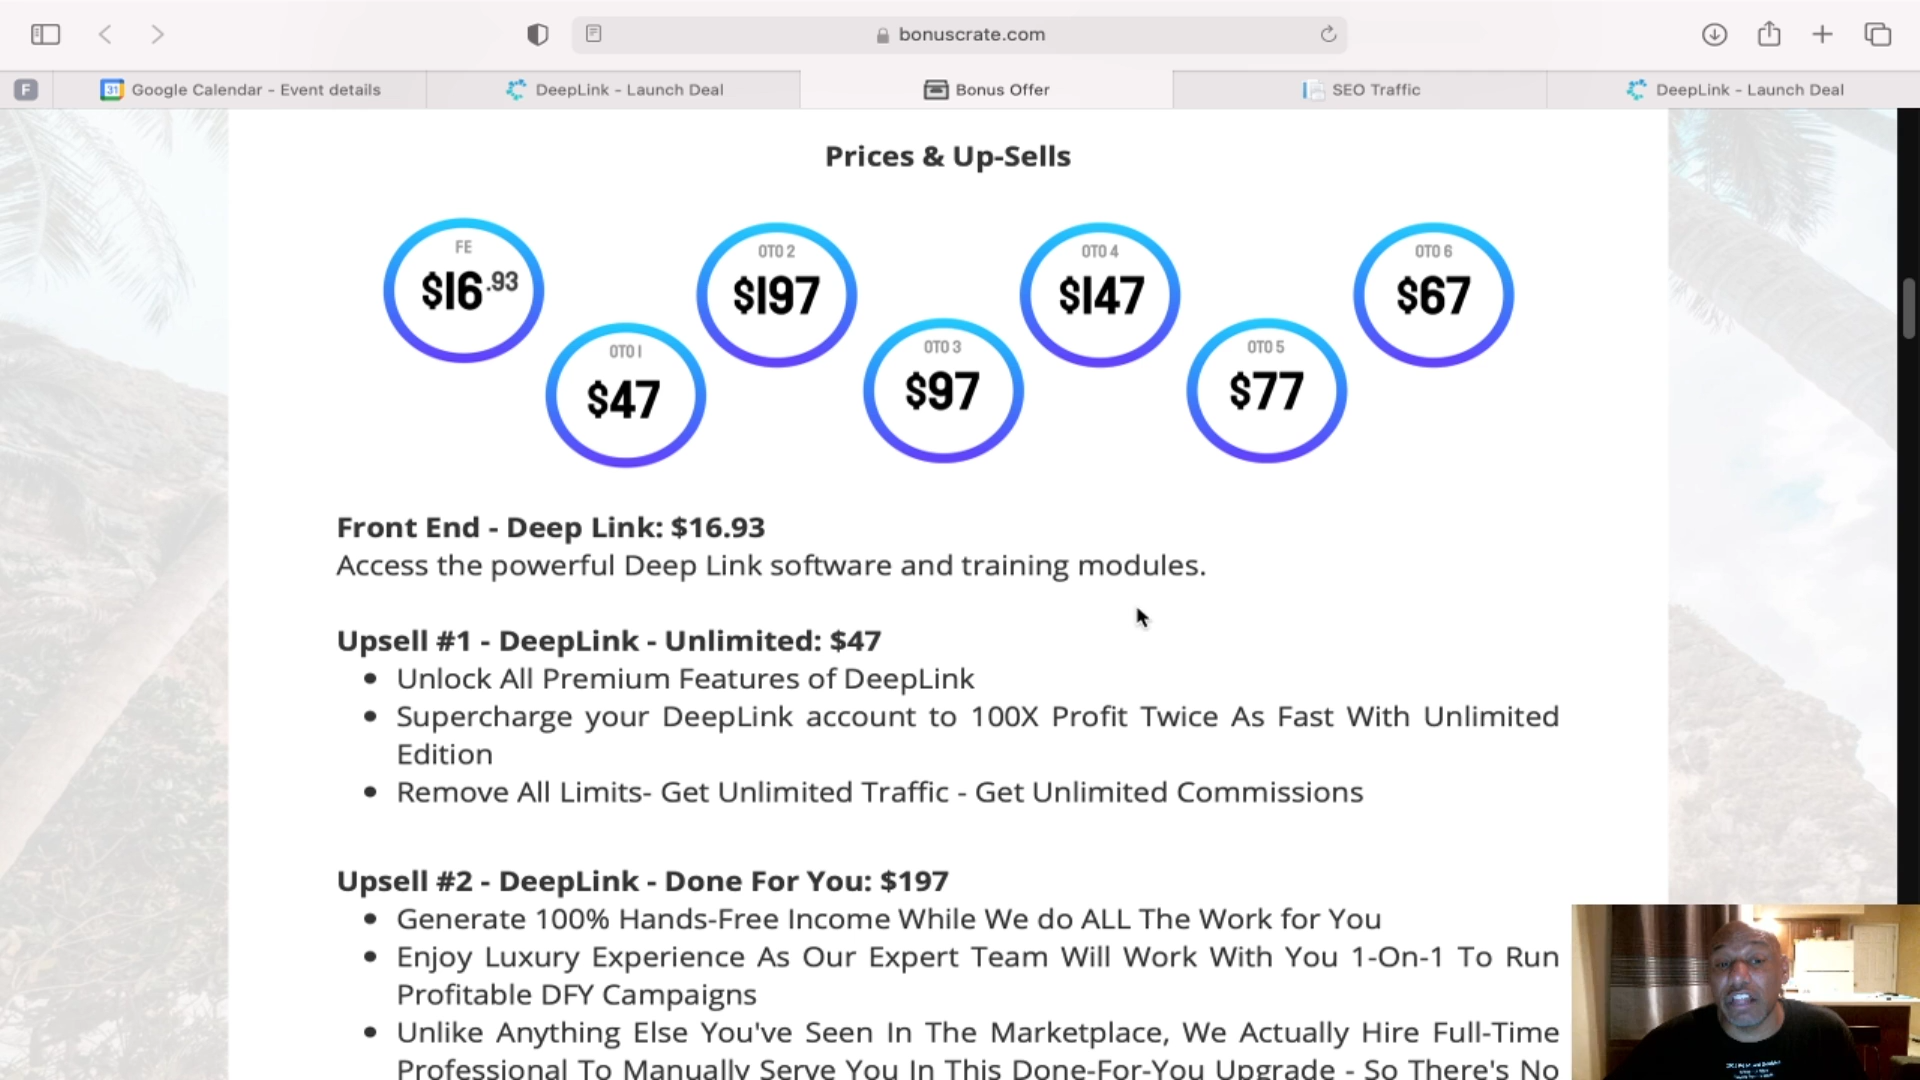 bonuscrate.com
F
31 Google Calendar - Event details
DeepLink - Launch Deal
Bonus Offer
SEO Traffic
DeepLink - Launch Deal
Prices & Up-Sells
FE
$16.93
OTO 1
$47
OTO 2
$197
OTO 3
$97
OTO 4
$147
OTO 5
$77
OTO 6
$67
Front End - Deep Link: $16.93
Access the powerful Deep Link software and training modules.
Upsell #1 - DeepLink - Unlimited: $47
Unlock All Premium Features of DeepLink
Supercharge your DeepLink account to 100X Profit Twice As Fast With Unlimited
Edition
Remove All Limits- Get Unlimited Traffic - Get Unlimited Commissions
Upsell #2 - DeepLink - Done For You: $197
Generate 100% Hands-Free Income While We do ALL The Work for You
Enjoy Luxury Experience As Our Expert Team Will Work With You 1-On-1 To Run
Profitable DFY Campaigns
Unlike Anything Else You've Seen In The Marketplace, We Actually Hire Full-Time
Professional To Manually Serve You In This Done-For-You Upgrade - So There's No